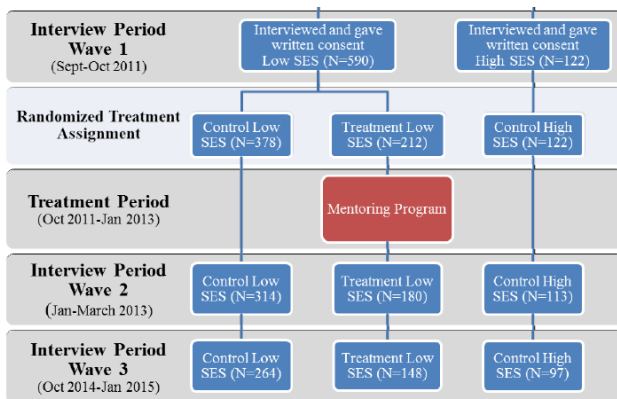 Interview Period
Wave 1
(Sept-Oct 2011)
Interviewed and gave
written consent
Low SES (N=590)
Interviewed and gave
written consent
High SES (N=122)
Randomized Treatment
Assignment
Control Low
SES (N=378)
Treatment Low
SES (N=212)
Control High
SES (N=122)
Treatment Period
(Oct 2011-Jan 2013)
Mentoring Program
Interview Period
Wave 2
(Jan-March 2013)
Control Low
SES (N=314)
Treatment Low
SES (N=180)
Control High
SES (N=113)
Interview Period
Wave 3
(Oct 2014-Jan 2015)
Control Low
SES (N=264)
Treatment Low
SES (N=148)
Control High
SES (N=97)